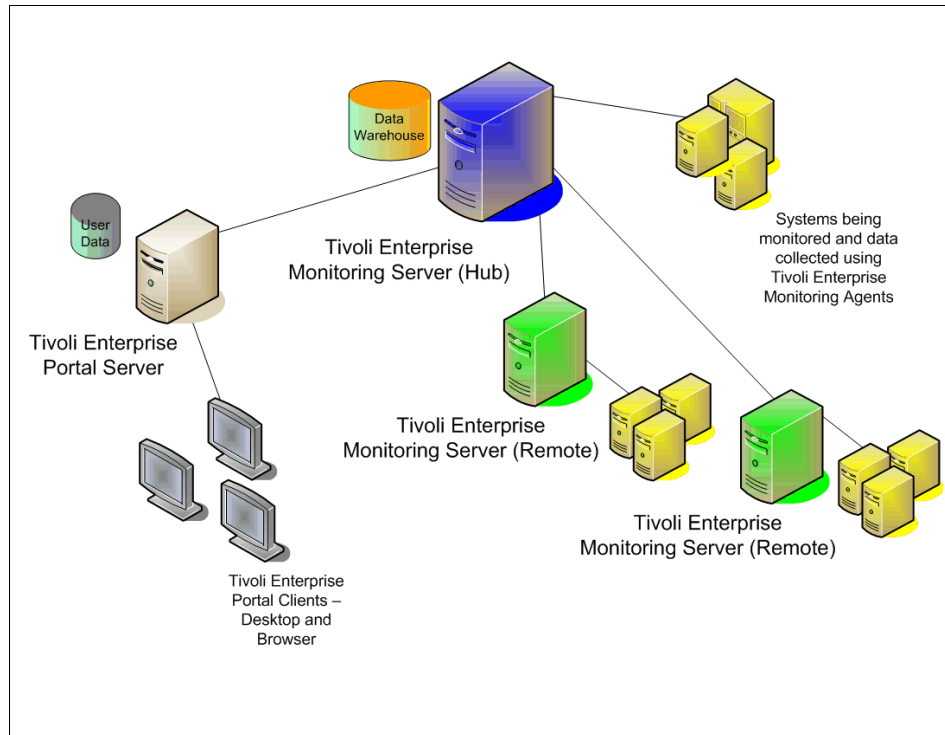 Data
Warehouse
User
Data
Tivoli Enterprise
Monitoring Server (Hub)
Systems being
monitored and data
collected using
Tivoli Enterprise
Monitoring Agents
Tivoli Enterprise
Portal Server
Tivoli Enterprise
Monitoring Server (Remote)
Tivoli Enterprise
Monitoring Server (Remote)
Tivoli Enterprise
Portal Clients –
Desktop and
Browser